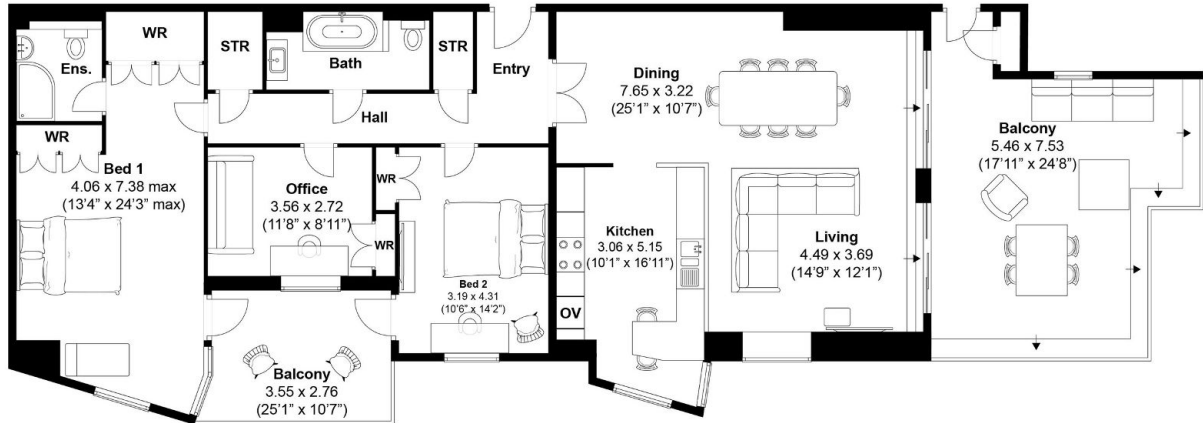 WR
STR
STR
Ens.
Bath
Entry
Dining
7.65 x 3.22
(25'1" x 10'7")
Hall
Balcony
5.46 x 7.53
(17'11" x 24'8")
WR
Bed 1
4.06 x 7.38 max
(13'4" x 24'3" max)
Office
3.56 x 2.72
(11'8" x 8'11")
WR
WR
Kitchen
3.06 x 5.15
(10'1" x 16'11")
Living
4.49 x 3.69
(14'9" x 12'1")
Bed 2
3.19 x 4.31
(10'6" x 14'2")
OV
Balcony
3.55 x 2.76
(25'1" x 10'7")